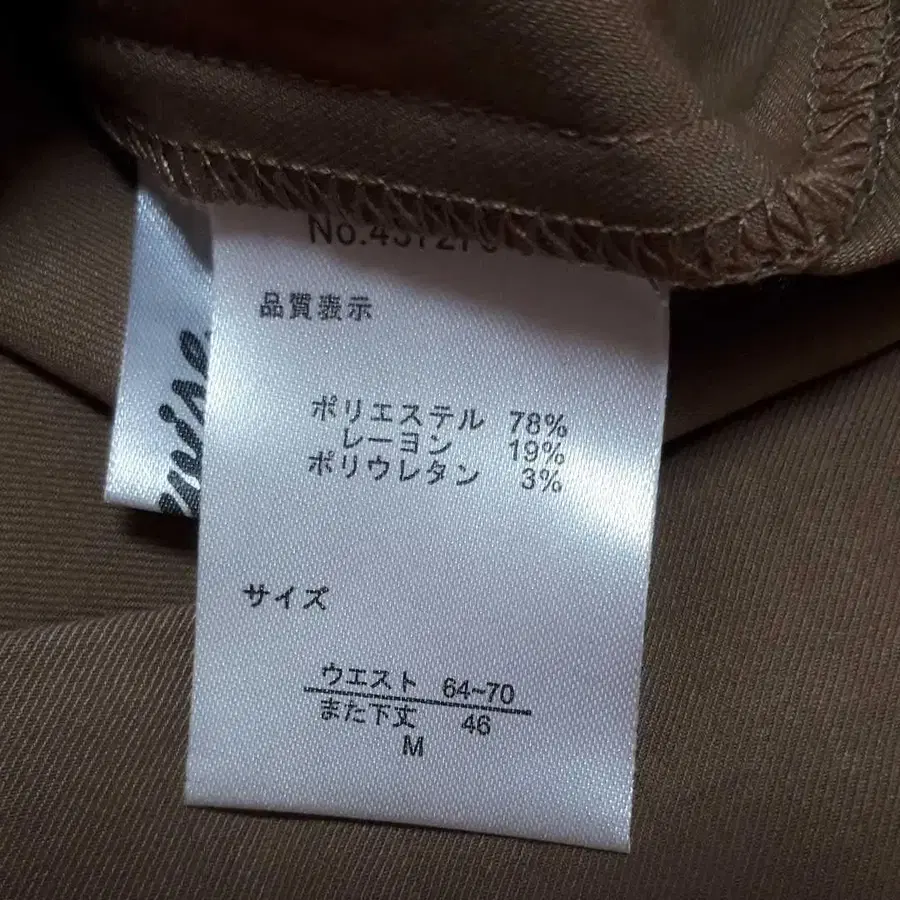 品質表示
ポリエステル 78%
レーヨン 19%
ポリウレタン 3%
サイズ
ウエスト 64~70
また下丈 46
M